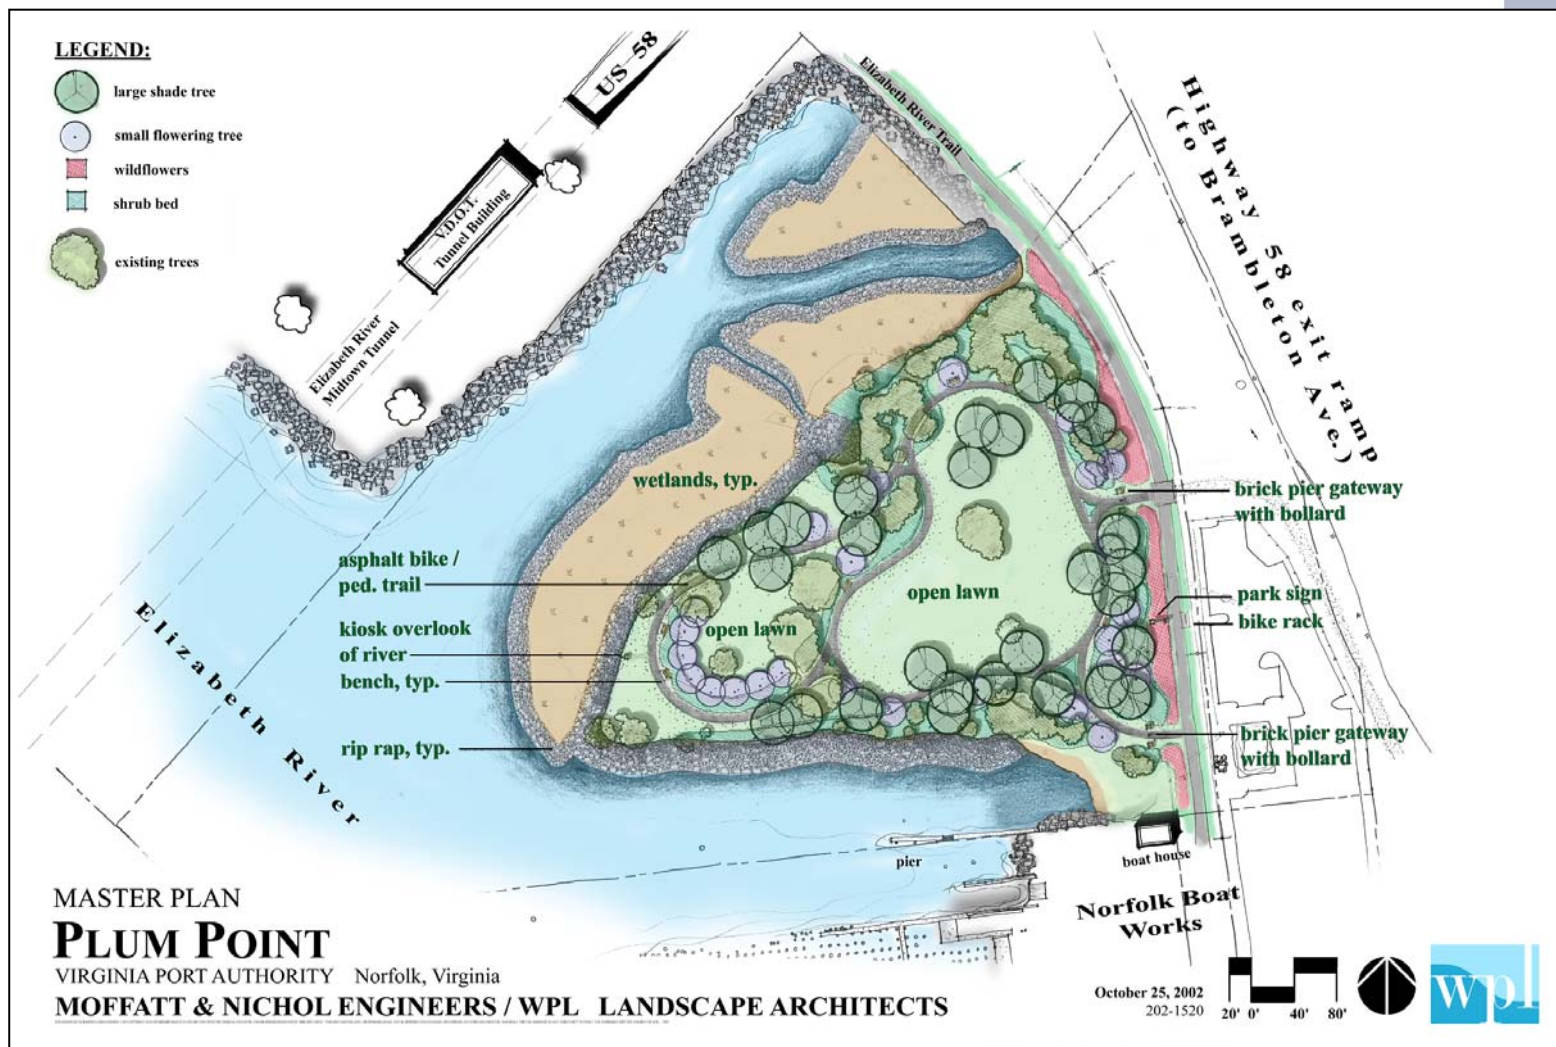 LEGEND:
large shade tree
small flowering tree
wildflowers
shrub bed
existing trees
US 58
V.D.O.T.
Tunnel Building
Elizabeth River
Midtown Tunnel
Elizabeth River Trail
Highway 58 exit ramp
(to Brambleton Ave.)
wetlands, typ.
brick pier gateway
with bollard
asphalt bike /
ped. trail
open lawn
park sign
bike rack
kiosk overlook
of river
open lawn
bench, typ.
rip rap, typ.
brick pier gateway
with bollard
Elizabeth River
pier
boat house
Norfolk Boat
Works
MASTER PLAN
PLUM POINT
VIRGINIA PORT AUTHORITY Norfolk, Virginia
MOFFATT & NICHOL ENGINEERS / WPL LANDSCAPE ARCHITECTS
October 25, 2002
202-1520
20' 0' 40' 80'
wpl